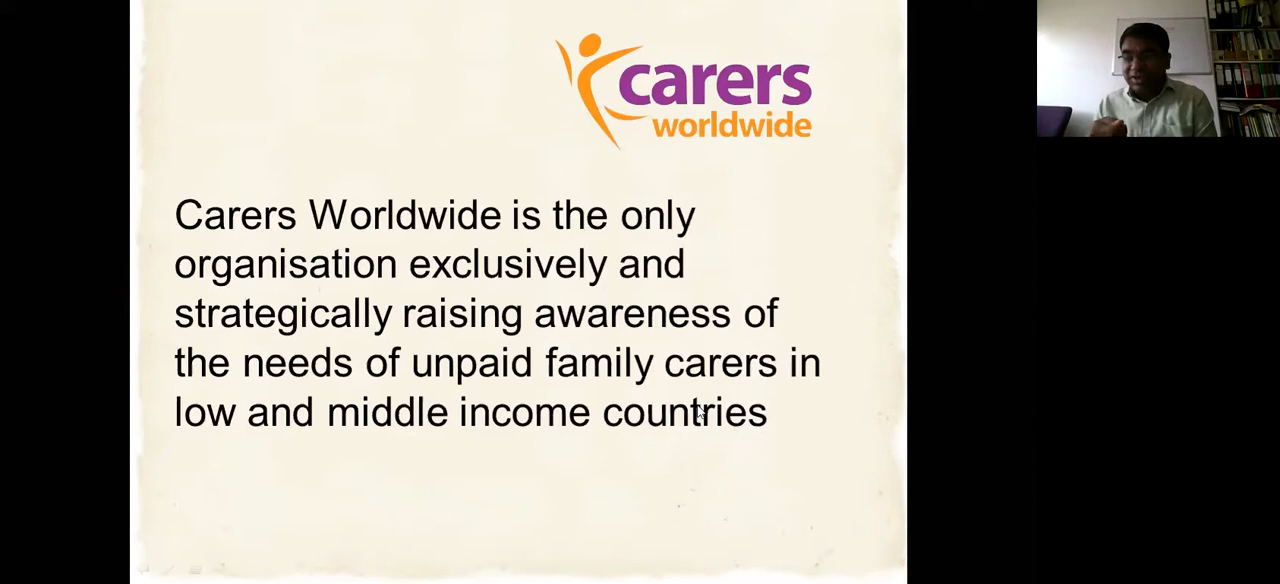 carers
worldwide
Carers Worldwide is the only
organisation exclusively and
strategically raising awareness of
the needs of unpaid family carers in
low and middle income countries